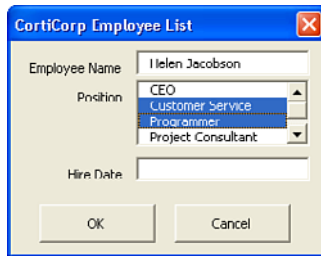 CortiCorp Employee List
Employee Name Helen Jacobson
Position CEO
Customer Service
Programmer
Project Consultant
Hire Date
OK Cancel